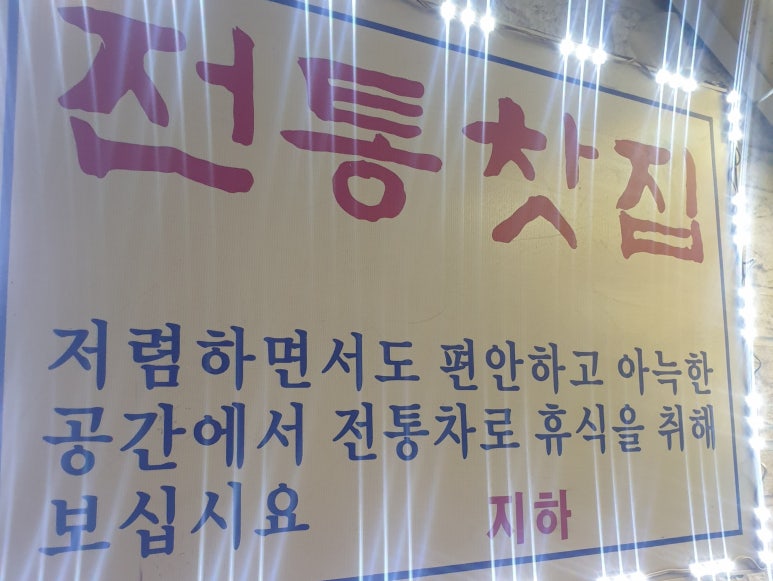 전통찻집
저렴하면서도 편안하고 아늑한
공간에서 전통차로 휴식을 취해
보십시요 지하